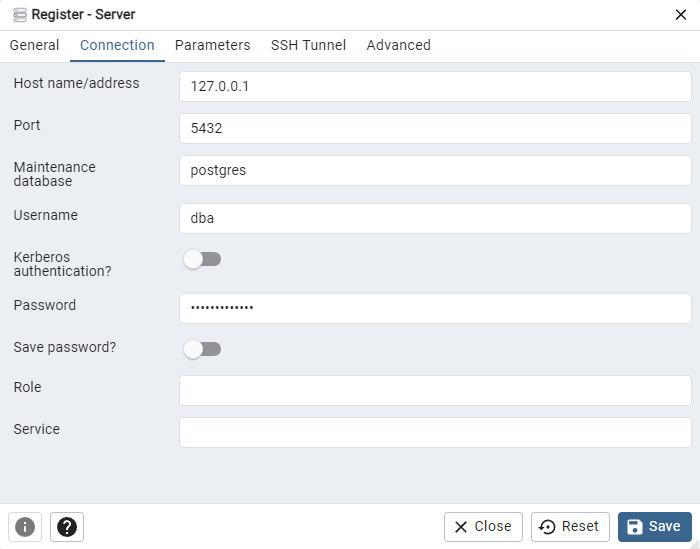 Register - Server
General Connection Parameters SSH Tunnel Advanced
Host name/address 127.0.0.1
Port 5432
Maintenance
database postgres
Username dba
Kerberos
authentication?
Password •••••••••••••
Save password?
Role
Service
Close Reset Save